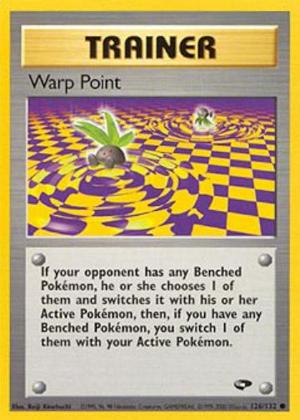 TRAINER
Warp Point
If your opponent has any Benched
Pokémon, he or she chooses 1 of
them and switches it with his or her
Active Pokémon, then, if you have any
Benched Pokémon, you switch 1 of
them with your Active Pokémon.
Illus. Keiji Kinebuchi
126/132